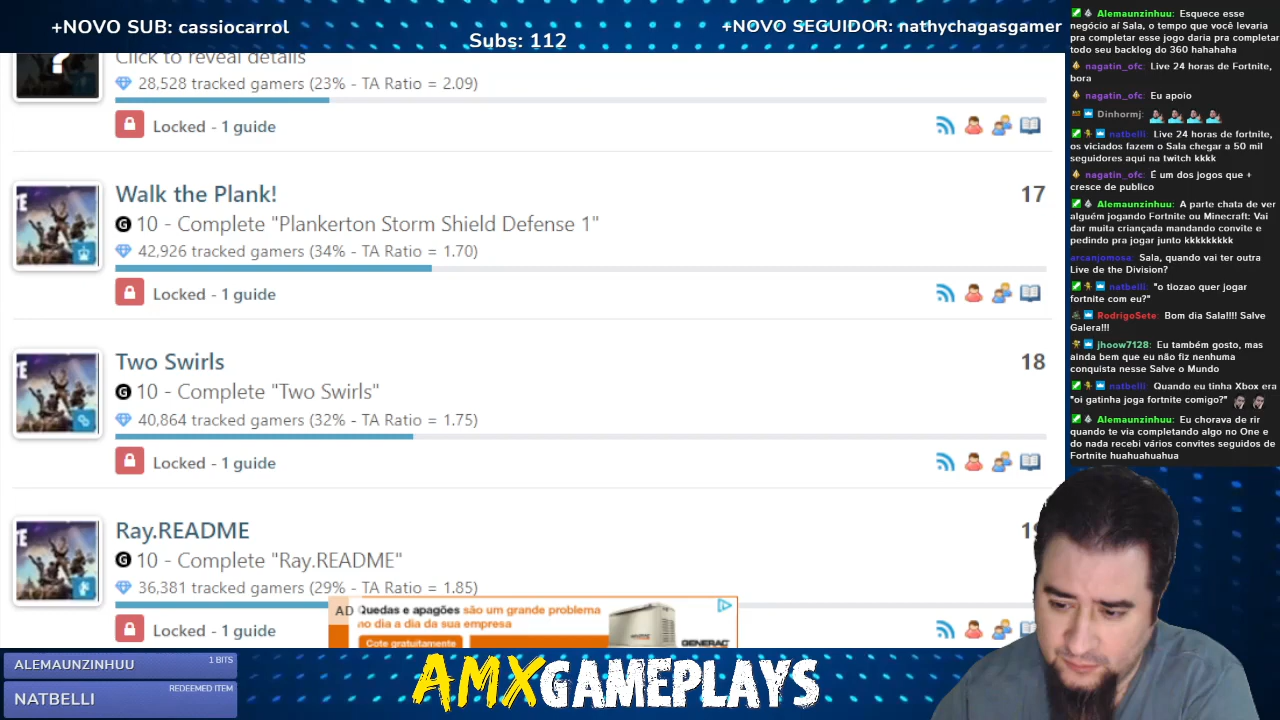 +NOVO SUB: cassiocarrol
Subs: 112
+NOVO SEGUIDOR: nathychagasgamer
Click to reveal details
28,528 tracked gamers (23% - TA Ratio = 2.09)
Locked - 1 guide
Walk the Plank!
17
G 10 - Complete "Plankerton Storm Shield Defense 1"
42,926 tracked gamers (34% - TA Ratio = 1.70)
Locked - 1 guide
Two Swirls
18
G 10 - Complete "Two Swirls"
40,864 tracked gamers (32% - TA Ratio = 1.75)
Locked - 1 guide
Ray.README
19
G 10 - Complete "Ray.README"
36,381 tracked gamers (29% - TA Ratio = 1.85)
Locked - 1 guide
AD Quedas e apagões são um grande problema
no dia a dia da sua empresa
Cote gratuitamente
GENERAC
Alemaunzinhuu: Esquece esse
negócio aí Sala, o tempo que você levaria
pra completar esse jogo daria pra completar
todo seu backlog do 360 hahahaha
nagatin_ofc: Live 24 horas de Fortnite,
bora
nagatin_ofc: Eu apoio
Dinhormj:
natbelli: Live 24 horas de fortnite,
os viciados fazem o Sala chegar a 50 mil
seguidores aqui na twitch kkkk
nagatin_ofc: É um dos jogos que +
cresce de publico
Alemaunzinhuu: A parte chata de ver
alguém jogando Fortnite ou Minecraft: Vai
dar muita criançada mandando convite e
pedindo pra jogar junto kkkkkkkkk
arcanjomosa: Sala, quando vai ter outra
Live de the Division?
natbelli: "o tiozao quer jogar
fortnite com eu?"
RodrigoSete: Bom dia Sala!!!! Salve
Galera!!!
jhoow7128: Eu também gosto, mas
ainda bem que eu não fiz nenhuma
conquista nesse Salve o Mundo
natbelli: Quando eu tinha Xbox era
"oi gatinha joga fortnite comigo?"
Alemaunzinhuu: Eu chorava de rir
quando te via completando algo no One e
do nada recebi vários convites seguidos de
Fortnite huahuahuahua
ALEMAUNZINHUU
1 BITS
NATBELLI
REDEEMED ITEM
AMXGAMEPLAYS